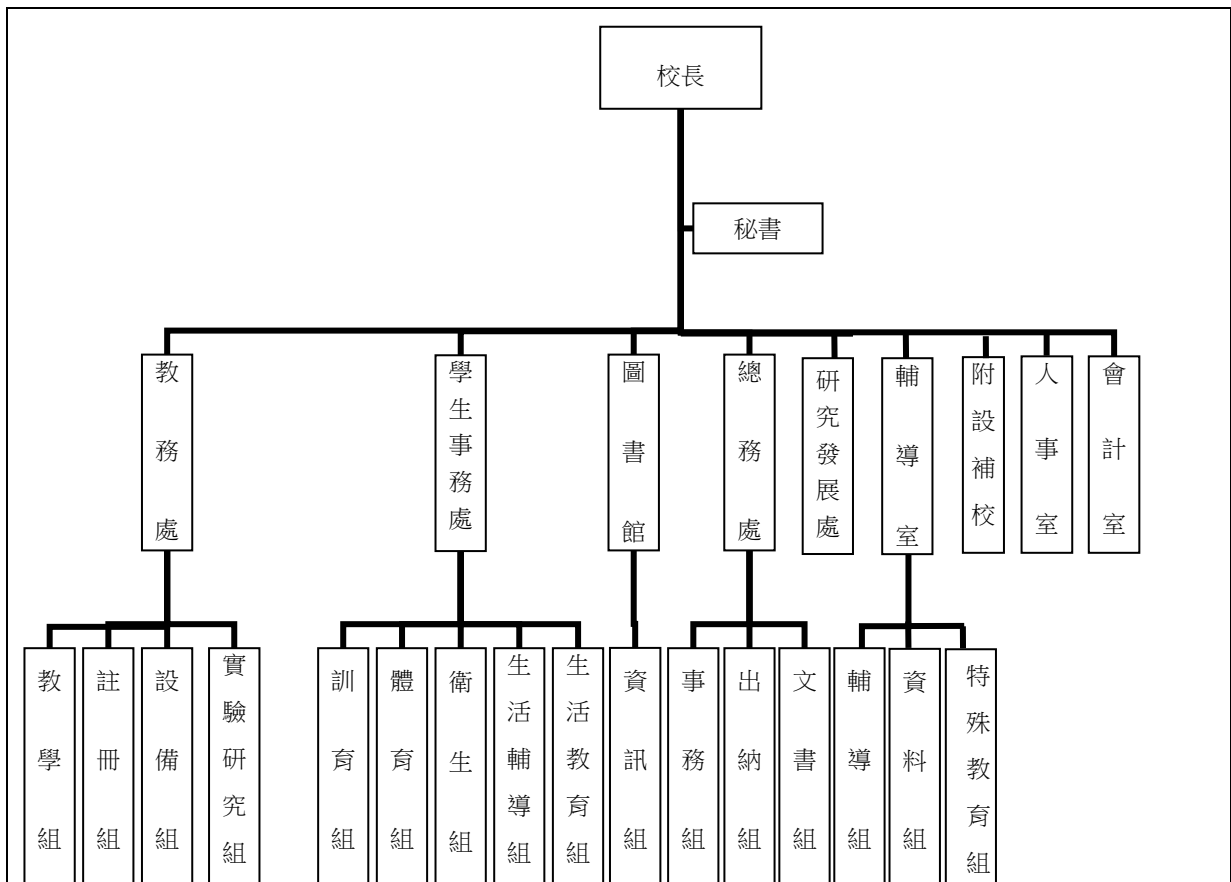 校長
秘書
教務處
學生事務處
圖書館
總務處
研究發展處
輔導室
附設補校
人事室
會計室
教學組
註冊組
設備組
實驗研究組
訓育組
體育組
衛生組
生活輔導組
生活教育組
資訊組
事務組
出納組
文書組
輔導組
資料組
特殊教育組